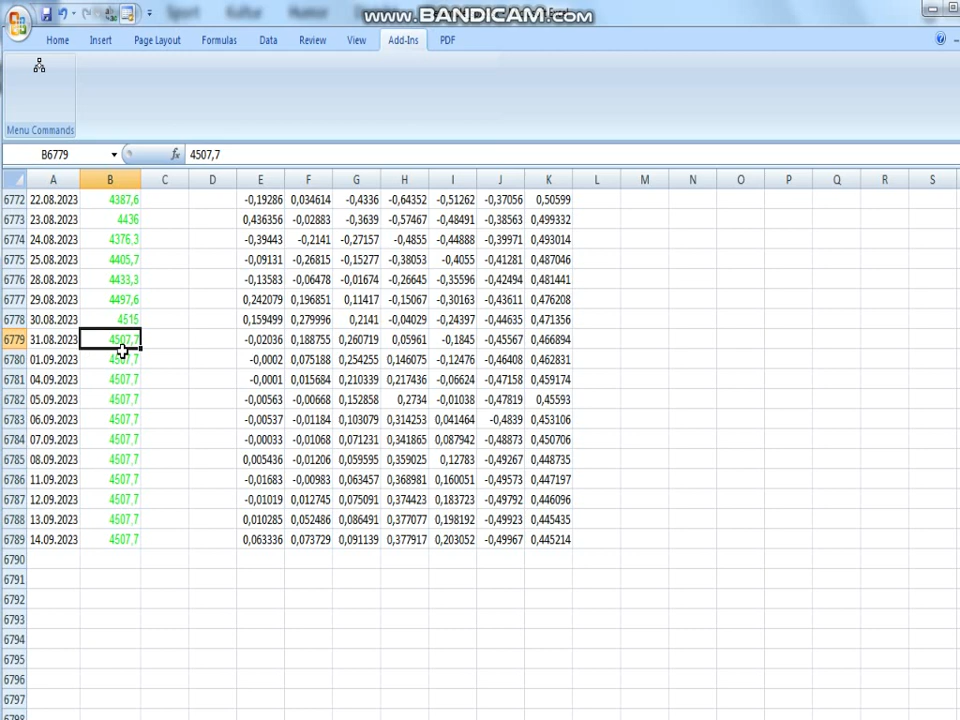 www.BANDICAM.com
Home Insert Page Layout Formulas Data Review View Add-Ins PDF
Menu Commands
B6779 fx 4507,7
A B C D E F G H I J K L M N O P Q R S
6772 22.08.2023 4387,6 -0,19286 0,034614 -0,4336 -0,64352 -0,51262 -0,37056 0,50599
6773 23.08.2023 4436 0,436356 -0,02883 -0,3639 -0,57467 -0,48491 -0,38563 0,499332
6774 24.08.2023 4376,3 -0,39443 -0,2141 -0,27157 -0,4855 -0,44888 -0,39971 0,493014
6775 25.08.2023 4405,7 -0,09131 -0,26815 -0,15277 -0,38053 -0,4055 -0,41281 0,487046
6776 28.08.2023 4433,3 -0,13583 -0,06478 -0,01674 -0,26645 -0,35596 -0,42494 0,481441
6777 29.08.2023 4497,6 0,242079 0,196851 0,11417 -0,15067 -0,30163 -0,43611 0,476208
6778 30.08.2023 4515 0,159499 0,279996 0,2141 -0,04029 -0,24397 -0,44635 0,471356
6779 31.08.2023 4507,7 -0,02036 0,188755 0,260719 0,05961 -0,1845 -0,45567 0,466894
6780 01.09.2023 4507,7 -0,0002 0,075188 0,254255 0,146075 -0,12476 -0,46408 0,462831
6781 04.09.2023 4507,7 -0,0001 0,015684 0,210339 0,217436 -0,06624 -0,47158 0,459174
6782 05.09.2023 4507,7 -0,00563 -0,00668 0,152858 0,2734 -0,01038 -0,47819 0,45593
6783 06.09.2023 4507,7 -0,00537 -0,01184 0,103079 0,314253 0,041464 -0,4839 0,453106
6784 07.09.2023 4507,7 -0,00033 -0,01068 0,071231 0,341865 0,087942 -0,48873 0,450706
6785 08.09.2023 4507,7 0,005436 -0,01206 0,059595 0,359025 0,12783 -0,49267 0,448735
6786 11.09.2023 4507,7 -0,01683 -0,00983 0,063457 0,368981 0,160051 -0,49573 0,447197
6787 12.09.2023 4507,7 -0,01019 0,012745 0,075091 0,374423 0,183723 -0,49792 0,446096
6788 13.09.2023 4507,7 0,010285 0,052486 0,086491 0,377077 0,198192 -0,49923 0,445435
6789 14.09.2023 4507,7 0,063336 0,073729 0,091139 0,377917 0,203052 -0,49967 0,445214
6790
6791
6792
6793
6794
6795
6796
6797
6798